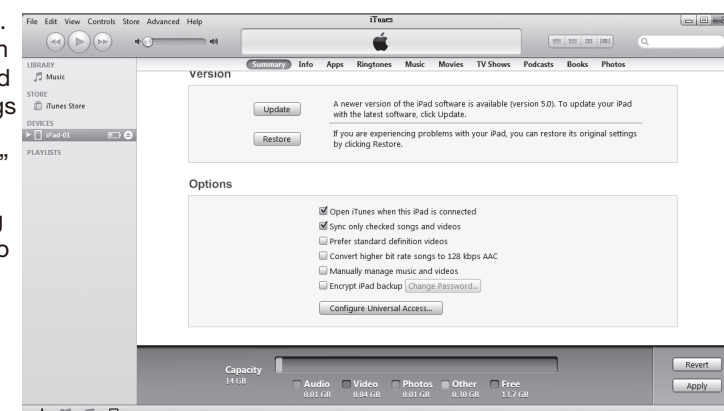 .
n
d
gs
”
g
o
File Edit View Controls Store Advanced Help
iTunes
LIBRARY
Music
STORE
iTunes Store
DEVICES
iPad-01
PLAYLISTS
Summary Info Apps Ringtones Music Movies TV Shows Podcasts Books Photos
Version
Update
A newer version of the iPad software is available (version 5.0). To update your iPad
with the latest software, click Update.
Restore
If you are experiencing problems with your iPad, you can restore its original settings
by clicking Restore.
Options
Open iTunes when this iPad is connected
Sync only checked songs and videos
Prefer standard definition videos
Convert higher bit rate songs to 128 kbps AAC
Manually manage music and videos
Encrypt iPad backup Change Password...
Configure Universal Access...
Capacity
14 GB
Audio Video Photos Other Free
0.01 GB 0.04 GB 0.01 GB 0.30 GB 13.7 GB
Revert
Apply